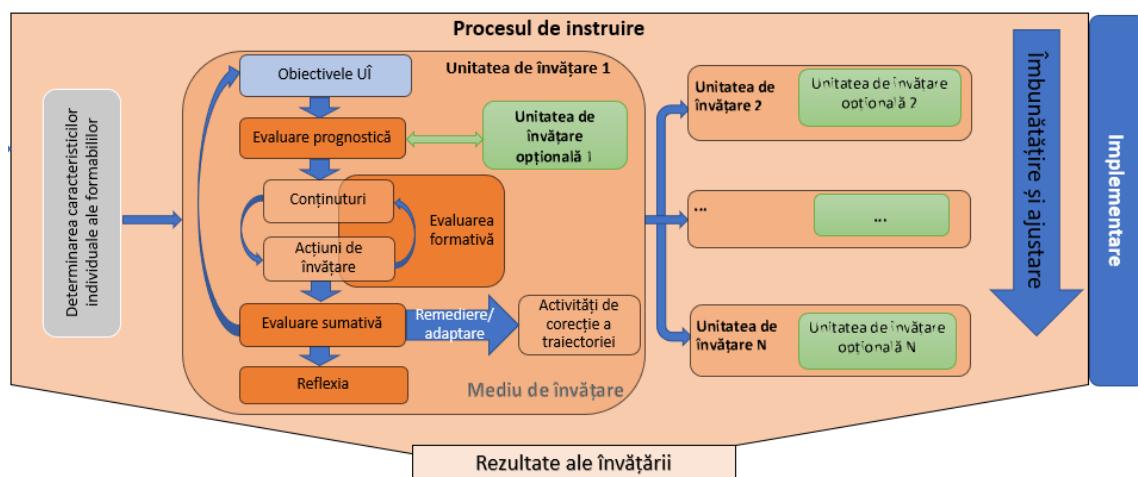 Procesul de instruire
Determinarea caracteristicilor
individuale ale formabililor
Unitatea de învățare 1
Obiectivele UÎ
Evaluare prognostică
Unitatea de
învățare
opțională 1
Conținuturi
Evaluarea
formativă
Acțiuni de
învățare
Evaluare sumativă
Remediere/
adaptare
Activități de
corecție a
traiectoriei
Reflexia
Mediu de învățare
Unitatea de
învățare 2
Unitatea de învățare
opțională 2
...
...
Unitatea de
învățare N
Unitatea de învățare
opțională N
Îmbunătățire și ajustare
Implementare
Rezultate ale învățării